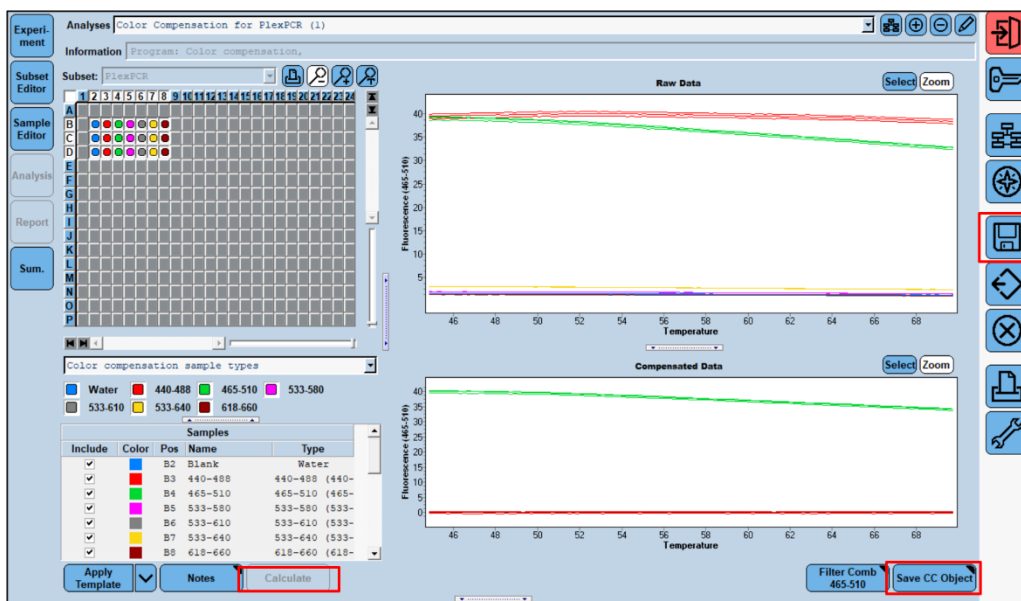 Experi-
ment
Subset
Editor
Sample
Editor
Analysis
Report
Sum.
Analyses Color Compensation for PlexPCR (1)
Information Program: Color compensation,
Subset: PlexPCR
1 2 3 4 5 6 7 8 9 10 11 12 13 14 15 16 17 18 19 20 21 22 23 24
A
B
C
D
E
F
G
H
I
J
K
L
M
N
O
P
Color compensation sample types
Water 440-488 465-510 533-580
533-610 533-640 618-660
Samples
Include Color Pos Name Type
B2 Blank Water
B3 440-488 440-488 (440-
B4 465-510 465-510 (465-
B5 533-580 533-580 (533-
B6 533-610 533-610 (533-
B7 533-640 533-640 (533-
B8 618-660 618-660 (618-
Apply
Template
Notes
Calculate
Raw Data
Select Zoom
Fluorescence (465-510)
40
35
30
25
20
15
10
5
46 48 50 52 54 56 58 60 62 64 66 68
Temperature
Compensated Data
Select Zoom
Fluorescence (465-510)
40
35
30
25
20
15
10
5
0
46 48 50 52 54 56 58 60 62 64 66 68
Temperature
Filter Comb
465-510
Save CC Object